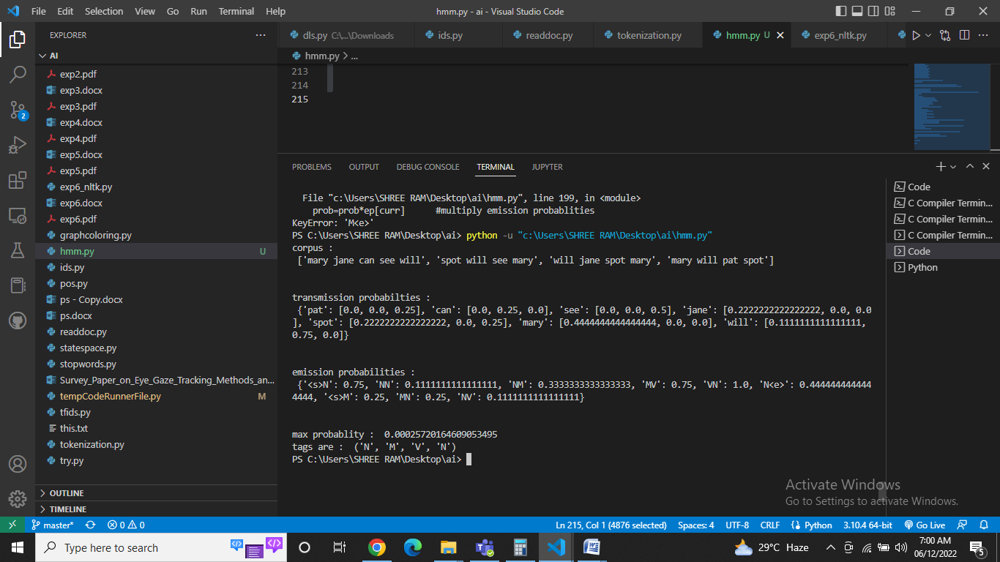 File Edit Selection View Go Run Terminal Help
hmm.py - ai - Visual Studio Code
EXPLORER
dls.py C:\...\Downloads
ids.py
readdoc.py
tokenization.py
hmm.py U
exp6_nltk.py
AI
hmm.py > ...
exp2.pdf
exp3.docx
exp3.pdf
exp4.docx
exp4.pdf
exp5.docx
exp5.pdf
exp6_nltk.py
exp6.docx
exp6.pdf
graphcoloring.py
hmm.py U
ids.py
pos.py
ps - Copy.docx
ps.docx
readdoc.py
statespace.py
stopwords.py
Survey_Paper_on_Eye_Gaze_Tracking_Methods_an...
tempCodeRunnerFile.py M
tfids.py
this.txt
tokenization.py
try.py
OUTLINE
TIMELINE
213
214
215
PROBLEMS OUTPUT DEBUG CONSOLE TERMINAL JUPYTER
File "c:\Users\SHREE RAM\Desktop\ai\hmm.py", line 199, in <module>
prob=prob*ep[curr] #multiply emission probablities
KeyError: 'M<e>'
PS C:\Users\SHREE RAM\Desktop\ai> python -u "c:\Users\SHREE RAM\Desktop\ai\hmm.py"
corpus :
['mary jane can see will', 'spot will see mary', 'will jane spot mary', 'mary will pat spot']
transmission probabilties :
{'pat': [0.0, 0.0, 0.25], 'can': [0.0, 0.25, 0.0], 'see': [0.0, 0.0, 0.5], 'jane': [0.2222222222222222, 0.0, 0.0
], 'spot': [0.2222222222222222, 0.0, 0.25], 'mary': [0.4444444444444444, 0.0, 0.0], 'will': [0.1111111111111111,
0.75, 0.0]}
emission probabilities :
{'<s>N': 0.75, 'NN': 0.1111111111111111, 'NM': 0.3333333333333333, 'MV': 0.75, 'VN': 1.0, 'N<e>': 0.444444444444
4444, '<s>M': 0.25, 'MN': 0.25, 'NV': 0.1111111111111111}
max probablity : 0.00025720164609053495
tags are : ('N', 'M', 'V', 'N')
PS C:\Users\SHREE RAM\Desktop\ai>
Code
C Compiler Termin...
C Compiler Termin...
C Compiler Termin...
Code
Python
Activate Windows
Go to Settings to activate Windows.
2
master* 0 0
Ln 215, Col 1 (4876 selected) Spaces: 4 UTF-8 CRLF Python 3.10.4 64-bit Go Live
Type here to search
29°C Haze
7:00 AM
06/12/2022
5